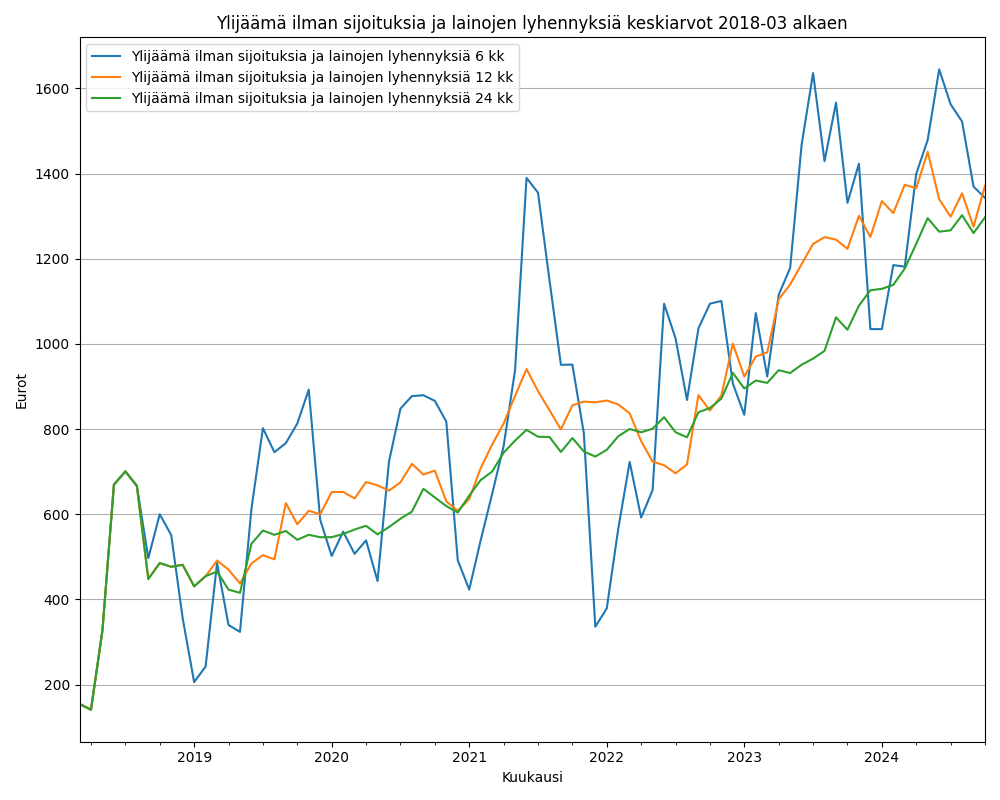 Ylijäämä ilman sijoituksia ja lainojen lyhennyksiä keskiarvot 2018-03 alkaen
Ylijäämä ilman sijoituksia ja lainojen lyhennyksiä 6 kk
Ylijäämä ilman sijoituksia ja lainojen lyhennyksiä 12 kk
Ylijäämä ilman sijoituksia ja lainojen lyhennyksiä 24 kk
1600
1400
1200
1000
800
600
400
200
Eurot
2019 2020 2021 2022 2023 2024
Kuukausi